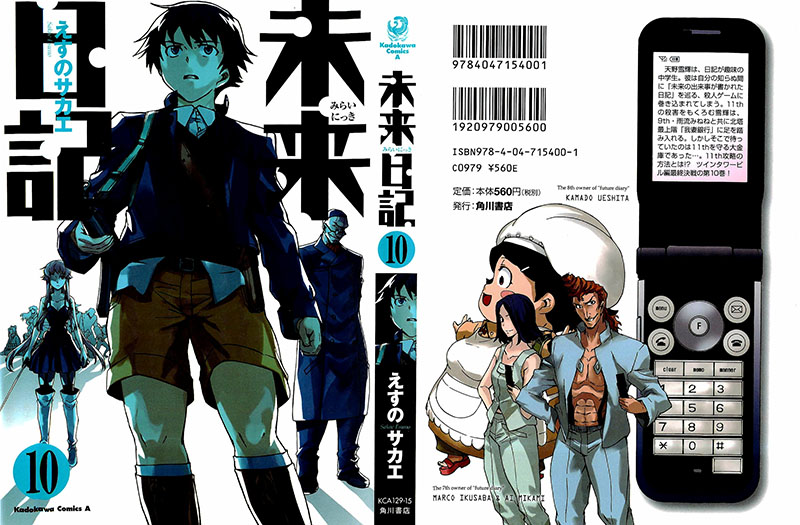 未来日記
みらい
にっき
えすのサカエ
10
Kadokawa Comics A
Kadokawa
Comics
A
未来日記
みらいにっき
10
えすのサカエ
KCA129-15
角川書店
9784047154001
1920979005600
ISBN978-4-04-715400-1
C0979 ¥560E
定価：本体560円(税別)
発行：角川書店
The 8th owner of "future diary"
KAMADO UESHITA
The 7th owner of "future diary"
MARCO IKUSABA & AI MIKAMI
天野雪輝は、日記が趣味の
中学生。彼は自分の知らぬ間
に「未来の出来事が書かれた
日記」を巡る、殺人ゲームに
巻き込まれてしまう。11th
の殺害をもくろむ雪輝は、
9th・雨流みねねと共に北塔
最上階「我妻銀行」に足を踏
み入れる。しかしそこで待っ
ていたのは11thを守る大金
庫であった…。11th攻略の
方法とは!? ツインタワービ
ル編最終決戦の第10巻！
menu
F
clear
memo
manner
1 2 3
4 5 6
7 8 9
* 0 #